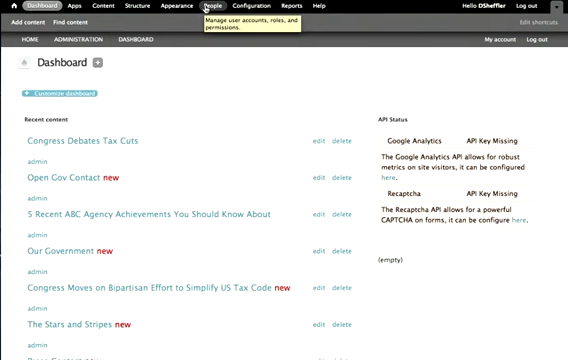 Dashboard Apps Content Structure Appearance People Configuration Reports Help Hello DSheffler Log out
Manage user accounts, roles, and
permissions.
Add content Find content Edit shortcuts
HOME ADMINISTRATION DASHBOARD My account Log out
Dashboard +
+ Customize dashboard
Recent content
Congress Debates Tax Cuts edit delete
admin
Open Gov Contact new edit delete
admin
5 Recent ABC Agency Achievements You Should Know About edit delete
admin
Our Government new edit delete
admin
Congress Moves on Bipartisan Effort to Simplify US Tax Code new edit delete
admin
The Stars and Stripes new edit delete
admin
API Status
Google Analytics API Key Missing
The Google Analytics API allows for robust
metrics on site visitors, it can be configured
here.
Recaptcha API Key Missing
The Recaptcha API allows for a powerful
CAPTCHA on forms, it can be configure here.
(empty)